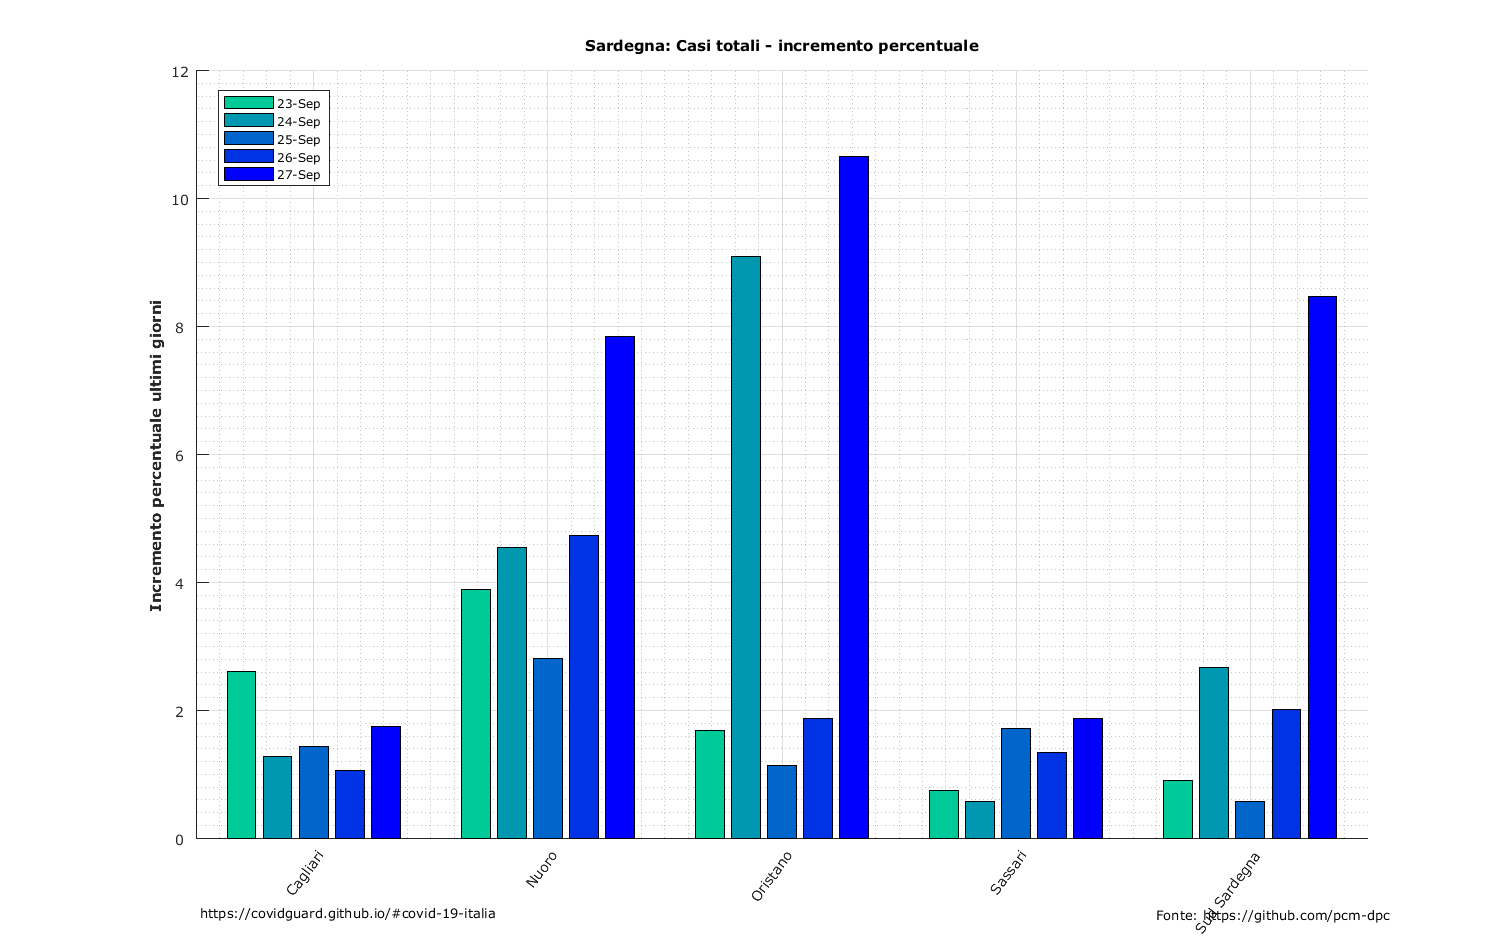 Sardegna: Casi totali - incremento percentuale
12
10
8
6
4
2
0
Incremento percentuale ultimi giorni
23-Sep
24-Sep
25-Sep
26-Sep
27-Sep
Cagliari
Nuoro
Oristano
Sassari
Sud Sardegna
https://covidguard.github.io/#covid-19-italia
Fonte: https://github.com/pcm-dpc